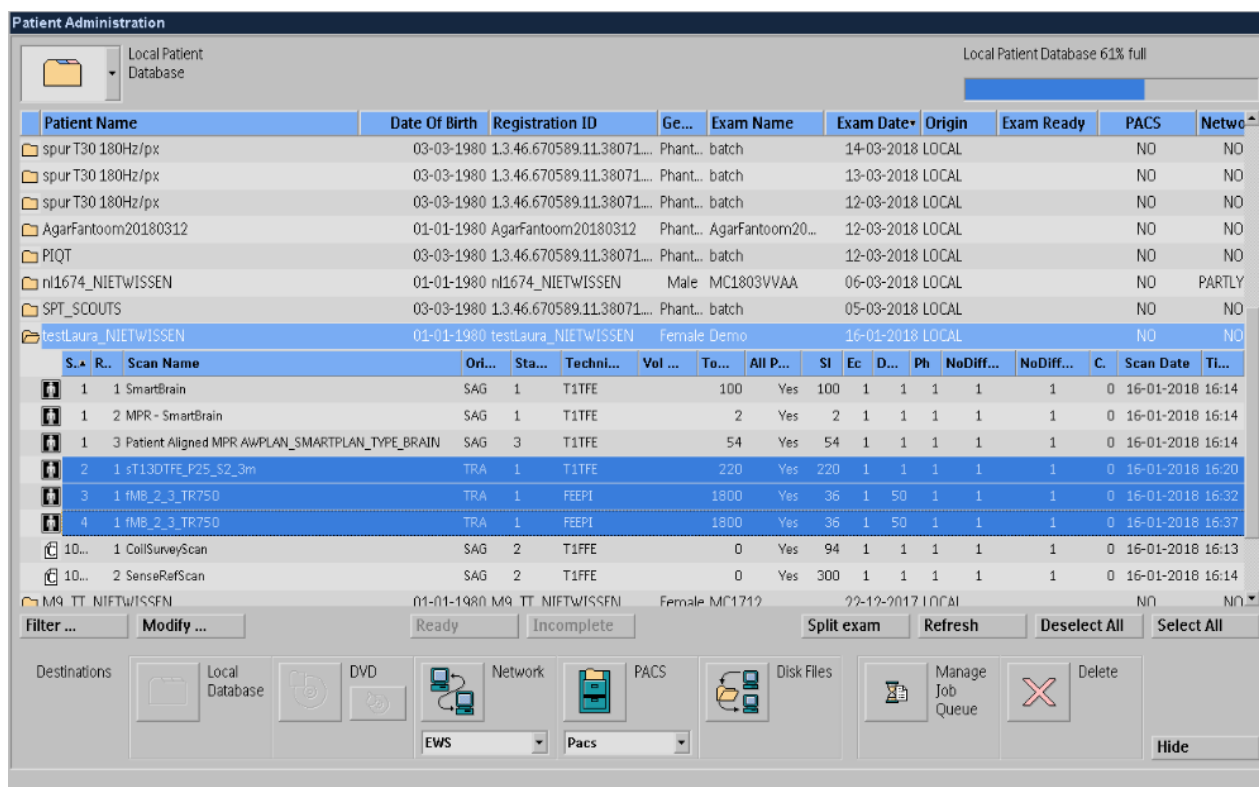 Patient Administration
Local Patient
Database
Local Patient Database 61% full
Patient Name Date Of Birth Registration ID Ge... Exam Name Exam Date Origin Exam Ready PACS Netwo
spur T30 180Hz/px 03-03-1980 1.3.46.670589.11.38071.... Phant... batch 14-03-2018 LOCAL NO NO
spur T30 180Hz/px 03-03-1980 1.3.46.670589.11.38071.... Phant... batch 13-03-2018 LOCAL NO NO
spur T30 180Hz/px 03-03-1980 1.3.46.670589.11.38071.... Phant... batch 12-03-2018 LOCAL NO NO
AgarFantoom20180312 01-01-1980 AgarFantoom20180312 Phant... AgarFantoom20... 12-03-2018 LOCAL NO NO
PIQT 03-03-1980 1.3.46.670589.11.38071.... Phant... batch 12-03-2018 LOCAL NO NO
nl1674_NIETWISSEN 01-01-1980 nl1674_NIETWISSEN Male MC1803VVAA 06-03-2018 LOCAL NO PARTLY
SPT_SCOUTS 03-03-1980 1.3.46.670589.11.38071.... Phant... batch 05-03-2018 LOCAL NO NO
testLaura_NIETWISSEN 01-01-1980 testLaura_NIETWISSEN Female Demo 16-01-2018 LOCAL NO NO
S... R... Scan Name Ori... Sta... Techni... Vol ... To... All P... Sl Ec D... Ph NoDiff... NoDiff... C. Scan Date Ti...
1 1 SmartBrain SAG 1 T1TFE 100 Yes 100 1 1 1 1 1 0 16-01-2018 16:14
1 2 MPR - SmartBrain SAG 1 T1TFE 2 Yes 2 1 1 1 1 1 0 16-01-2018 16:14
1 3 Patient Aligned MPR AWPLAN_SMARTPLAN_TYPE_BRAIN SAG 3 T1TFE 54 Yes 54 1 1 1 1 1 0 16-01-2018 16:14
2 1 sT13DTFE_P25_S2_3m TRA 1 T1TFE 220 Yes 220 1 1 1 1 1 0 16-01-2018 16:20
3 1 fMB_2_3_TR750 TRA 1 FEEPI 1800 Yes 36 1 50 1 1 1 0 16-01-2018 16:32
4 1 fMB_2_3_TR750 TRA 1 FEEPI 1800 Yes 36 1 50 1 1 1 0 16-01-2018 16:37
10... 1 CoilSurveyScan SAG 2 T1FFE 0 Yes 94 1 1 1 1 1 0 16-01-2018 16:13
10... 2 SenseRefScan SAG 2 T1FFE 0 Yes 300 1 1 1 1 1 0 16-01-2018 16:14
M9_TT_NIETWISSEN 01-01-1980 M9_TT_NIETWISSEN Female MC1712 22-12-2017 LOCAL NO NO
Filter ... Modify ... Ready Incomplete Split exam Refresh Deselect All Select All
Destinations Local Database DVD Network PACS Disk Files Manage Job Queue Delete
EWS Pacs Hide